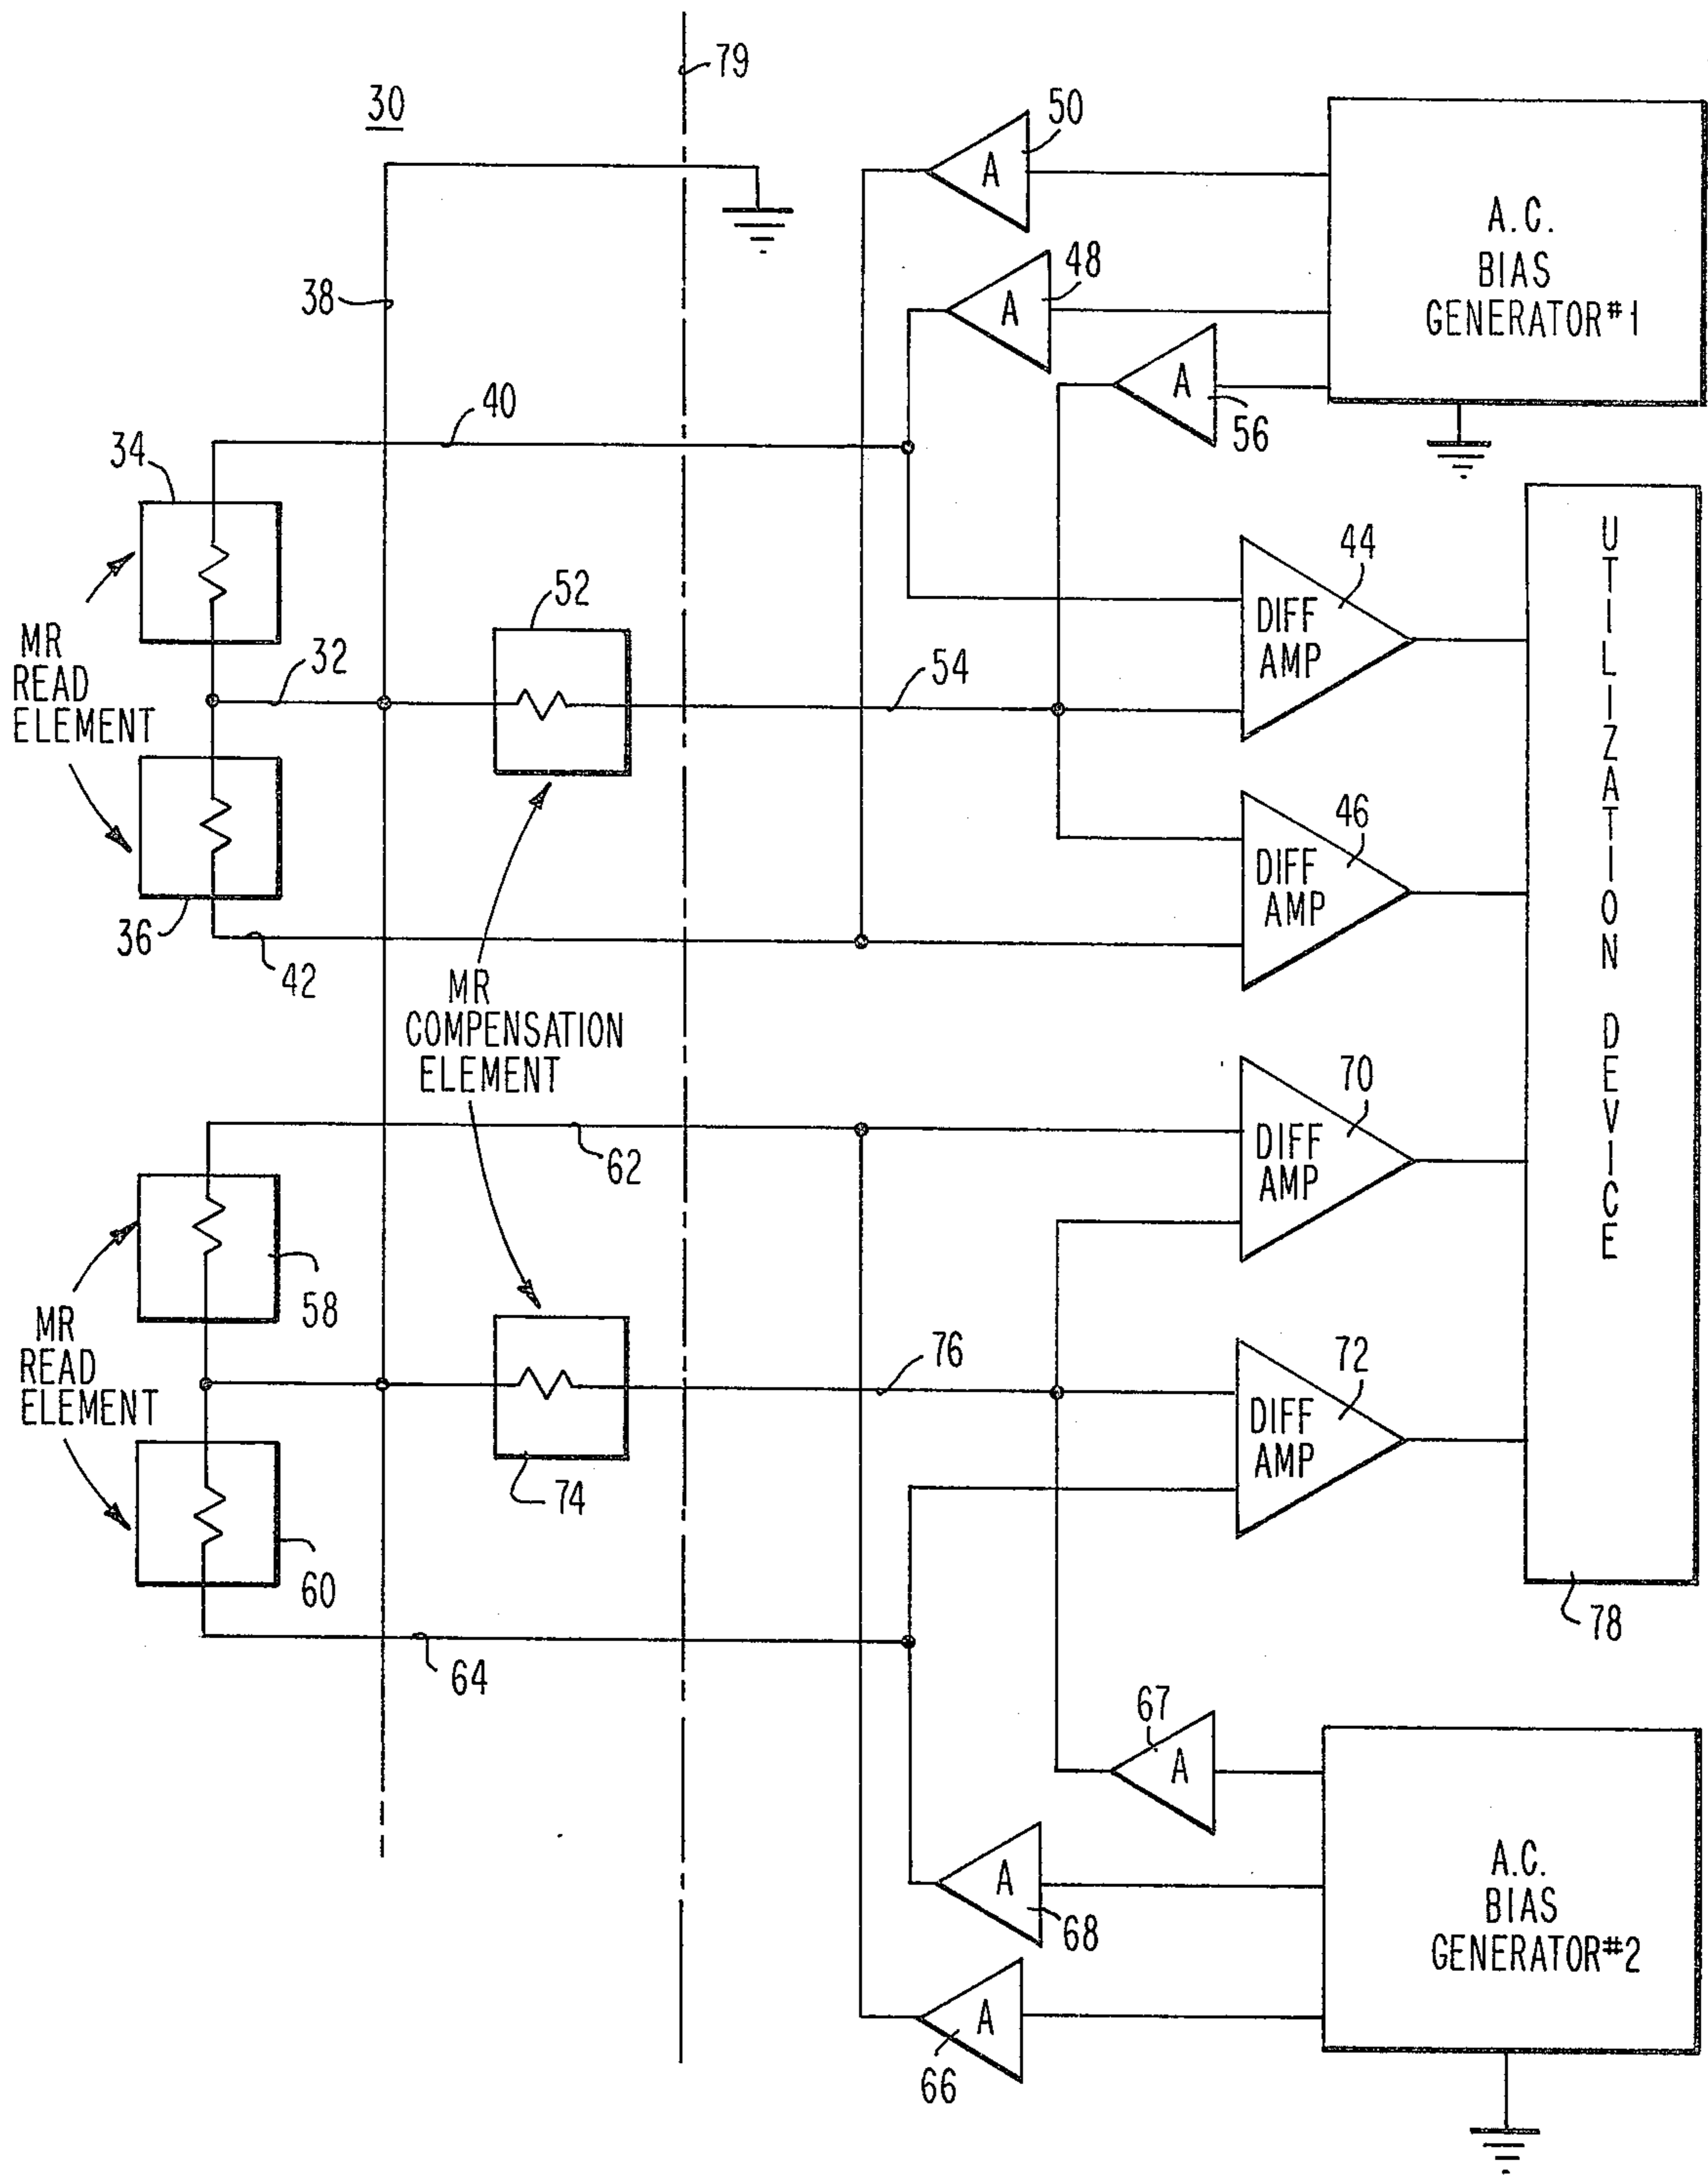 79
30
50
A
A.C.
BIAS
GENERATOR#1
48
A
38
A
56
40
34
44
DIFF
AMP
UTILIZATION DEVICE
52
MR
READ
ELEMENT
32
54
46
DIFF
AMP
36
42
MR
COMPENSATION
ELEMENT
70
DIFF
AMP
62
58
MR
READ
ELEMENT
76
72
DIFF
AMP
74
60
78
64
67
A
A
68
A.C.
BIAS
GENERATOR#2
A
66